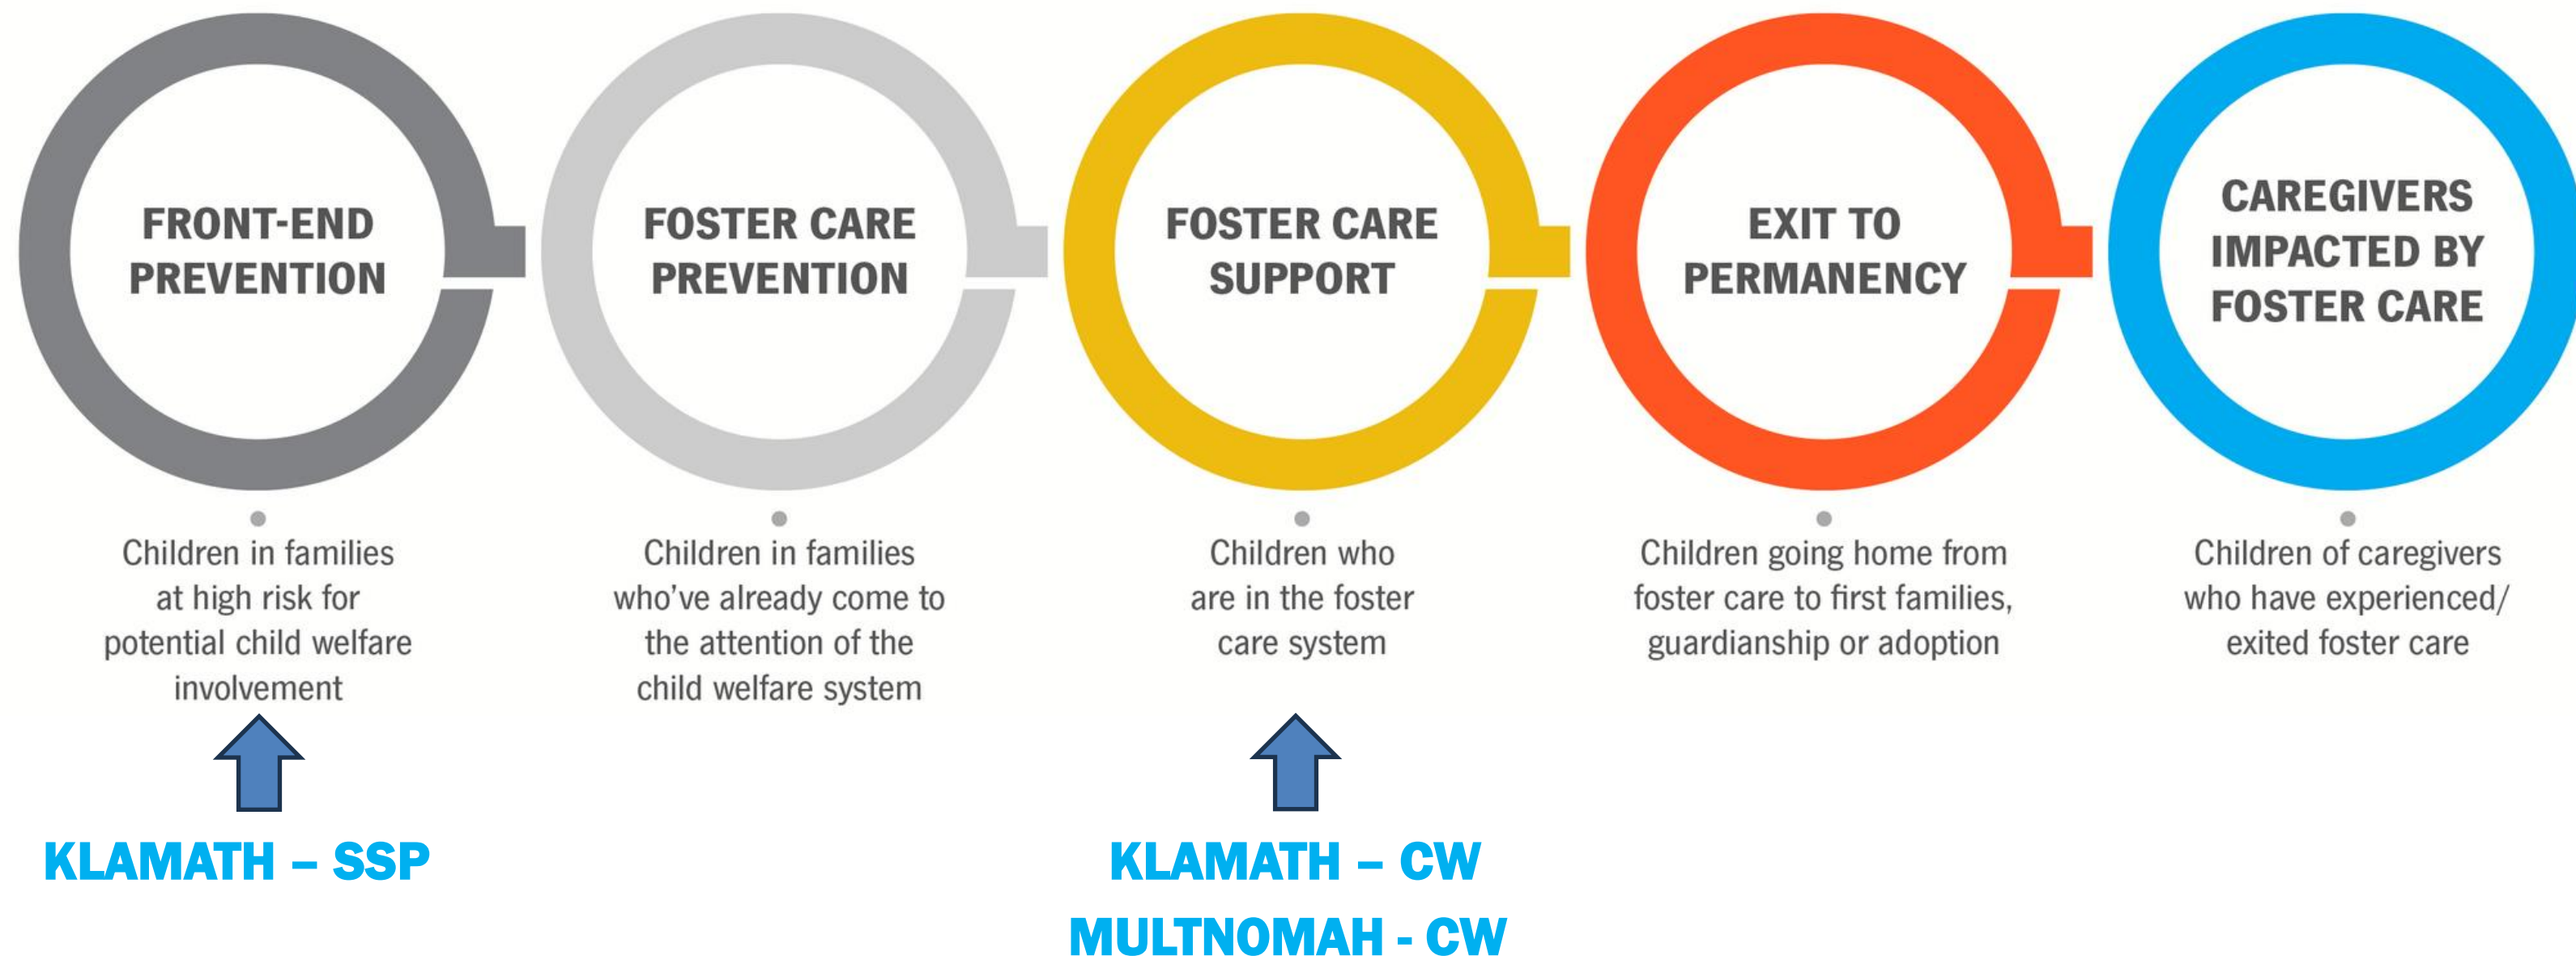 FRONT-END
PREVENTION
FOSTER CARE
PREVENTION
FOSTER CARE
SUPPORT
EXIT TO
PERMANENCY
CAREGIVERS
IMPACTED BY
FOSTER CARE
Children in families
at high risk for
potential child welfare
involvement
Children in families
who've already come to
the attention of the
child welfare system
Children who
are in the foster
care system
Children going home from
foster care to first families,
guardianship or adoption
Children of caregivers
who have experienced/
exited foster care
KLAMATH – SSP
KLAMATH – CW
MULTNOMAH - CW